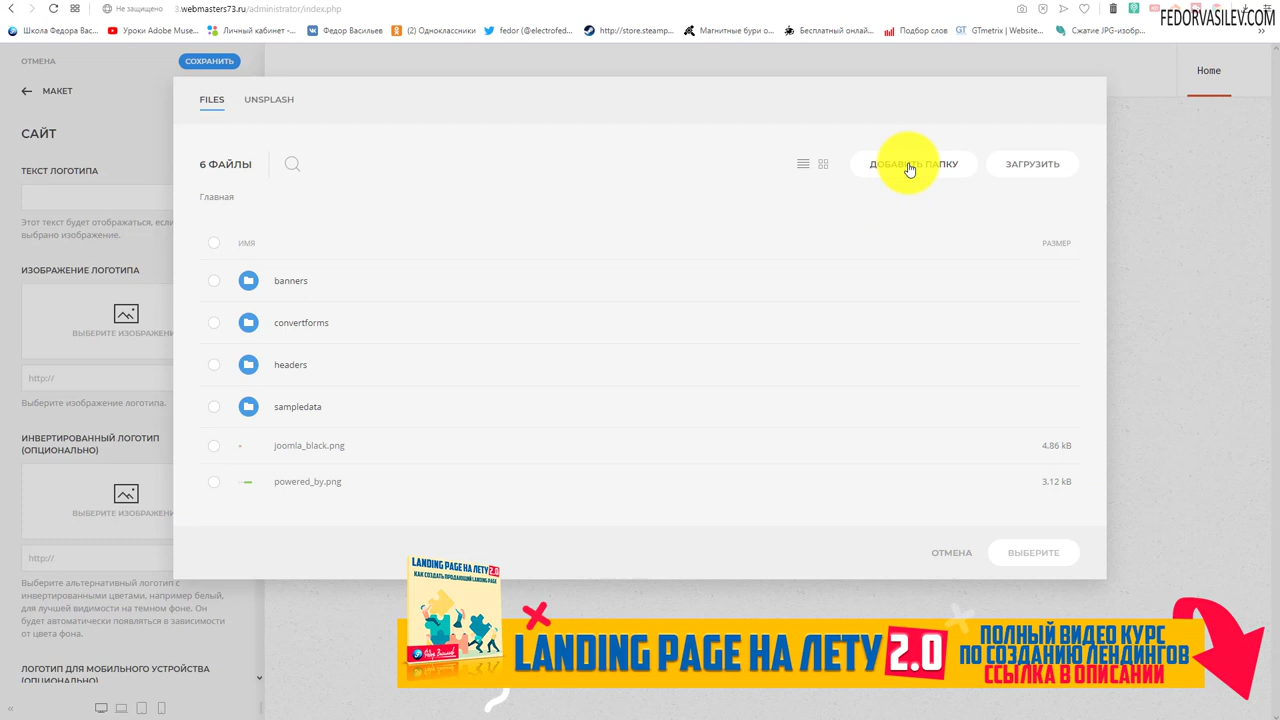 Не защищено
3.webmasters73.ru/administrator/index.php
FEDORVASILEV.COM
Школа Федора Вас...
Уроки Adobe Muse...
Личный кабинет -...
Федор Васильев
(2) Одноклассники
fedor (@electrofed...
http://store.steamp...
Магнитные бури о...
Бесплатный онлай...
Подбор слов
GTmetrix | Website...
Сжатие JPG-изобр...
ОТМЕНА
СОХРАНИТЬ
МАКЕТ
Home
САЙТ
ТЕКСТ ЛОГОТИПА
Этот текст будет отображаться, если
выбрано изображение.
ИЗОБРАЖЕНИЕ ЛОГОТИПА
ВЫБЕРИТЕ ИЗОБРАЖЕНИ
http://
Выберите изображение логотипа.
ИНВЕРТИРОВАННЫЙ ЛОГОТИП
(ОПЦИОНАЛЬНО)
ВЫБЕРИТЕ ИЗОБРАЖЕНИ
http://
Выберите альтернативный логотип с
инвертированными цветами, например белый,
для лучшей видимости на темном фоне. Он
будет автоматически появляться в зависимости
от цвета фона.
ЛОГОТИП ДЛЯ МОБИЛЬНОГО УСТРОЙСТВА
(ОПЦИОНАЛЬНО)
FILES
UNSPLASH
6 ФАЙЛЫ
ДОБАВИТЬ ПАПКУ
ЗАГРУЗИТЬ
Главная
ИМЯ
РАЗМЕР
banners
convertforms
headers
sampledata
joomla_black.png
4.86 kB
powered_by.png
3.12 kB
ОТМЕНА
ВЫБЕРИТЕ
LANDING PAGE НА ЛЕТУ 2.0
КАК СОЗДАТЬ ПРОДАЮЩИЙ LANDING PAGE
LANDING PAGE НА ЛЕТУ 2.0
ПОЛНЫЙ ВИДЕО КУРС
ПО СОЗДАНИЮ ЛЕНДИНГОВ
ССЫЛКА В ОПИСАНИИ